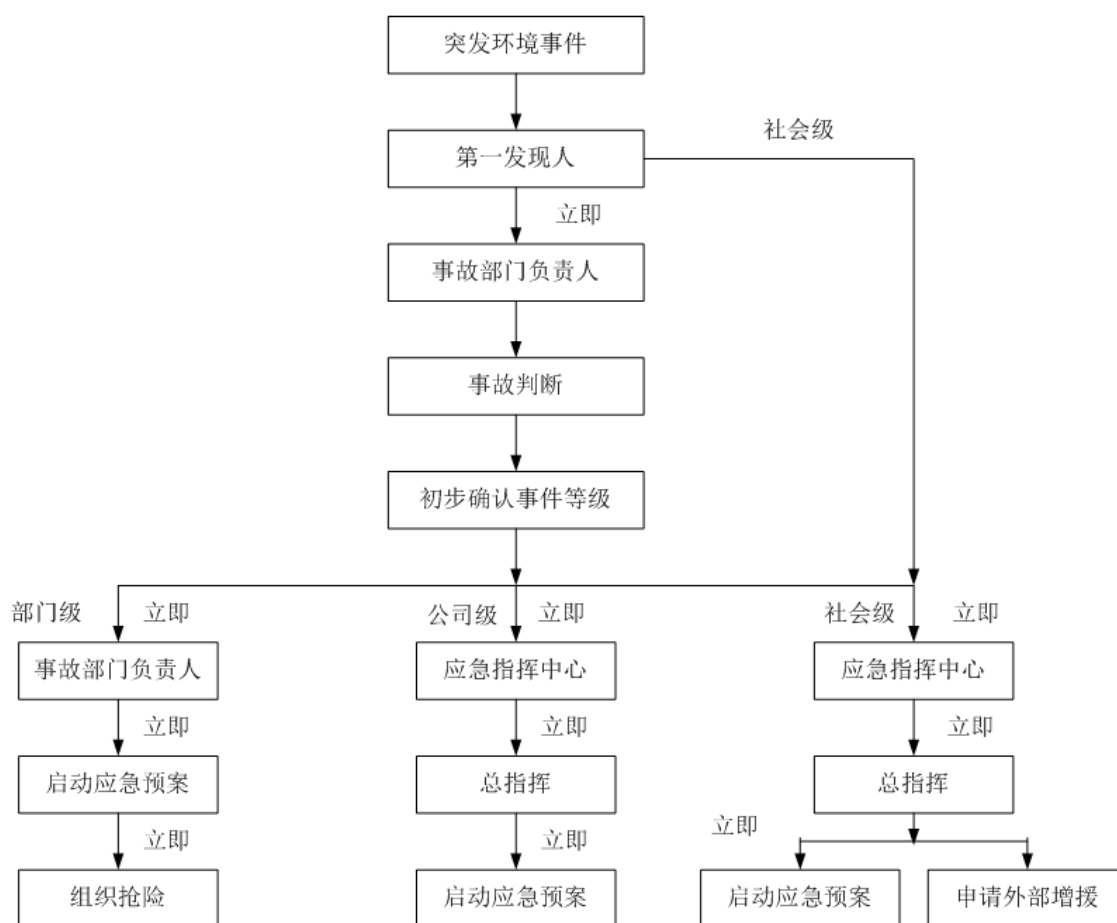 突发环境事件
社会级
第一发现人
立即
事故部门负责人
事故判断
初步确认事件等级
部门级 立即 公司级 立即 社会级 立即
事故部门负责人 应急指挥中心 应急指挥中心
立即 立即 立即
启动应急预案 总指挥 总指挥
立即 立即 立即
组织抢险 启动应急预案 启动应急预案 申请外部增援